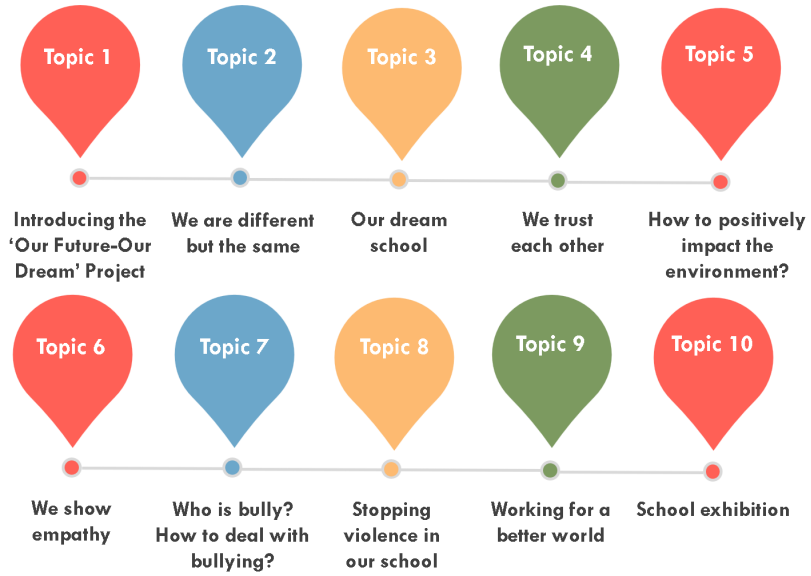 Topic 1
Topic 2
Topic 3
Topic 4
Topic 5
Introducing the
‘Our Future-Our
Dream’ Project
We are different
but the same
Our dream
school
We trust
each other
How to positively
impact the
environment?
Topic 6
Topic 7
Topic 8
Topic 9
Topic 10
We show
empathy
Who is bully?
How to deal with
bullying?
Stopping
violence in
our school
Working for a
better world
School exhibition